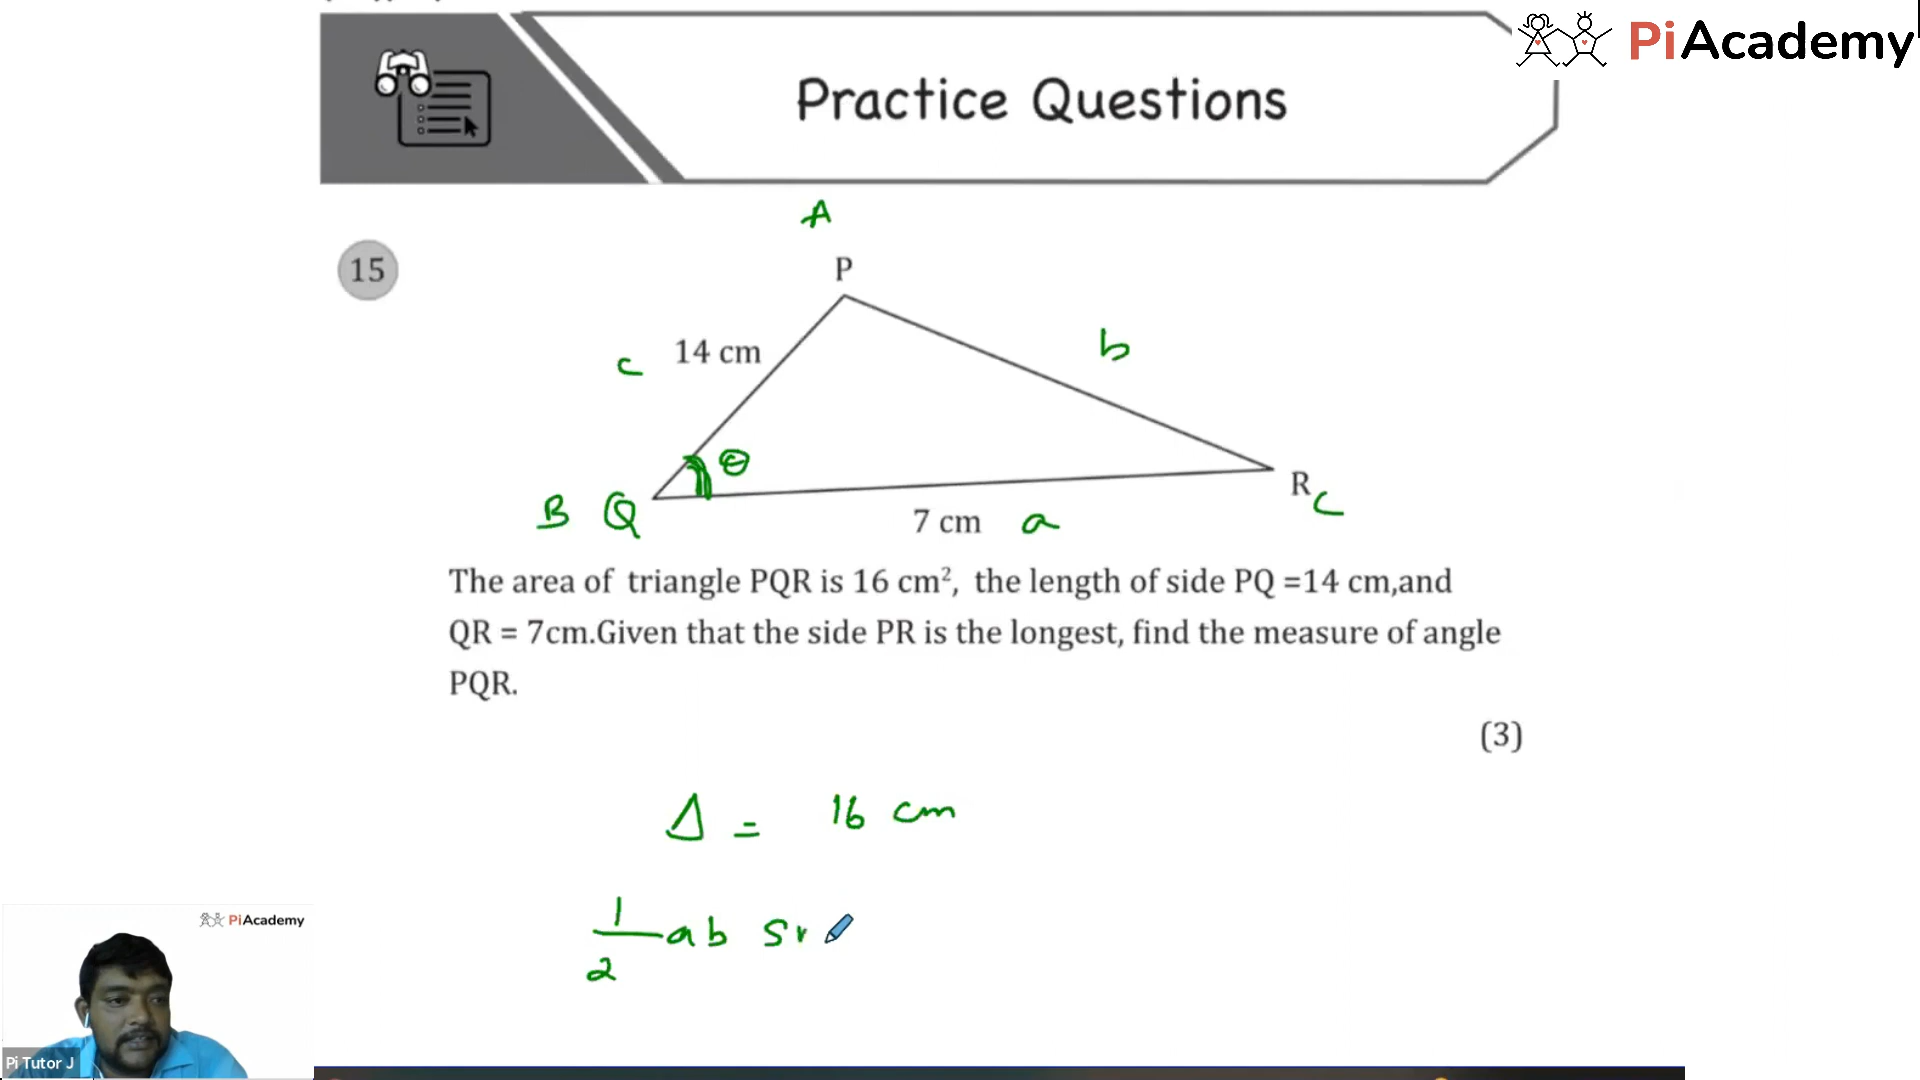 PiAcademy
Practice Questions
A
15
P
c 14 cm
b
θ
B Q
R C
7 cm a
The area of triangle PQR is 16 cm², the length of side PQ =14 cm,and
QR = 7cm.Given that the side PR is the longest, find the measure of angle
PQR.
(3)
Δ = 16 cm
1/2 ab si
PiAcademy
Pi Tutor J